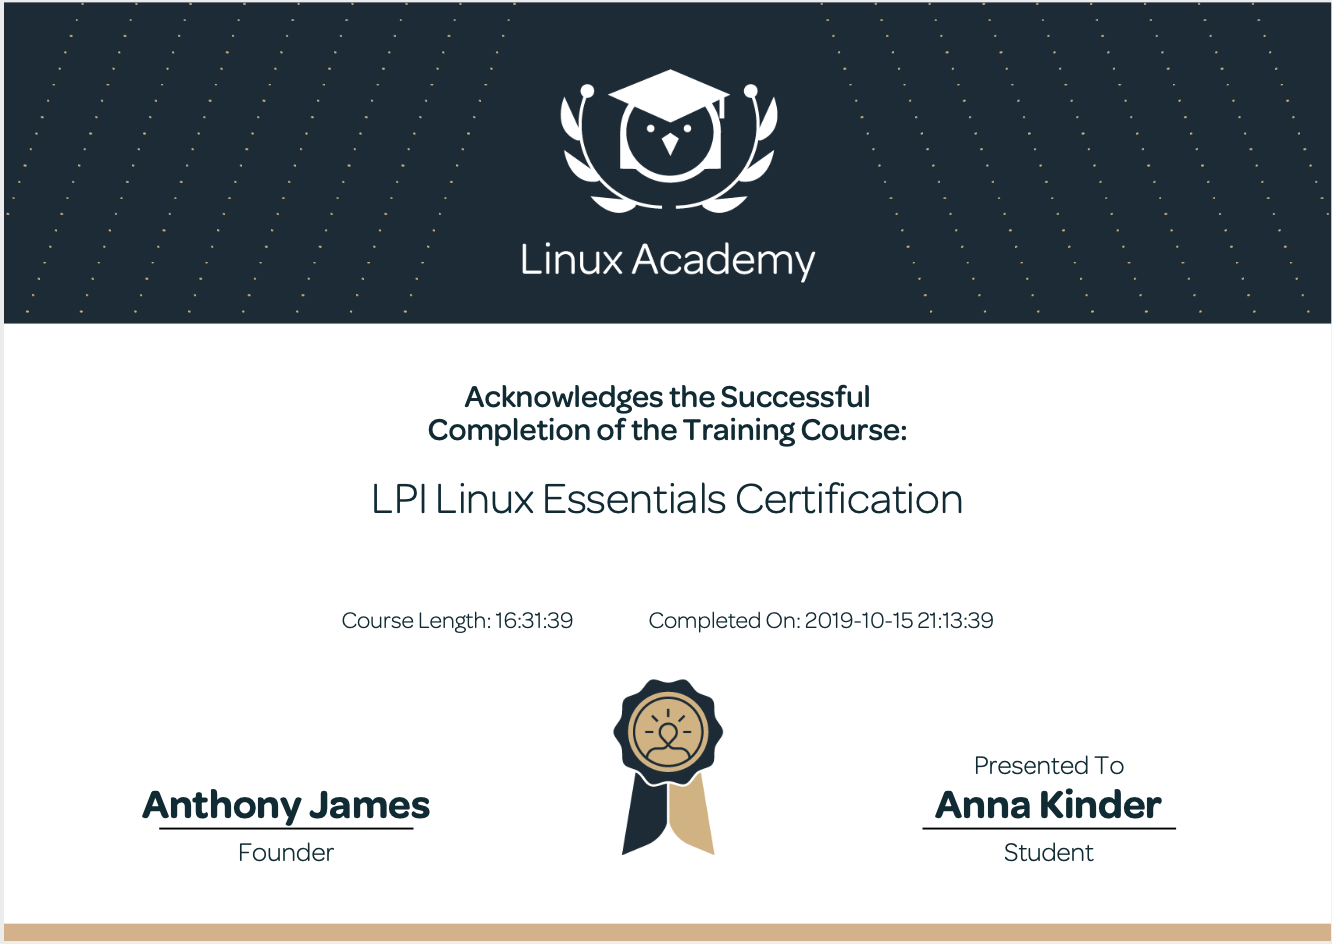 Linux Academy
Acknowledges the Successful
Completion of the Training Course:
LPI Linux Essentials Certification
Course Length: 16:31:39 Completed On: 2019-10-15 21:13:39
Anthony James
Founder
Presented To
Anna Kinder
Student